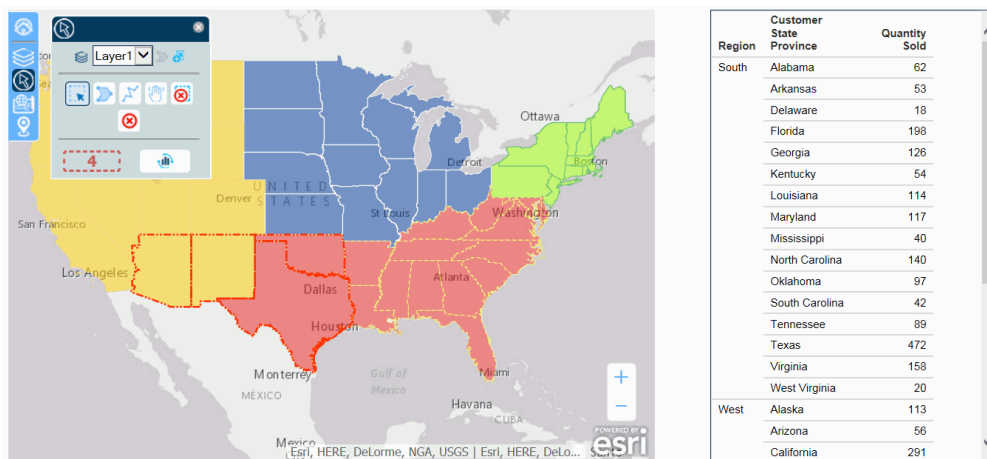 Layer1
4
Ottawa
Detroit
Boston
UNITED
STATES
Denver
St Louis
Washington
San Francisco
Los Angeles
Atlanta
Dallas
Houston
Monterrey
Gulf of
Mexico
Miami
MÉXICO
Havana
CUBA
Mexico
+
−
POWERED BY
esri
Esri, HERE, DeLorme, NGA, USGS | Esri, HERE, DeLo...
Region Customer State Province Quantity Sold
South Alabama 62
Arkansas 53
Delaware 18
Florida 198
Georgia 126
Kentucky 54
Louisiana 114
Maryland 117
Mississippi 40
North Carolina 140
Oklahoma 97
South Carolina 42
Tennessee 89
Texas 472
Virginia 158
West Virginia 20
West Alaska 113
Arizona 56
California 291